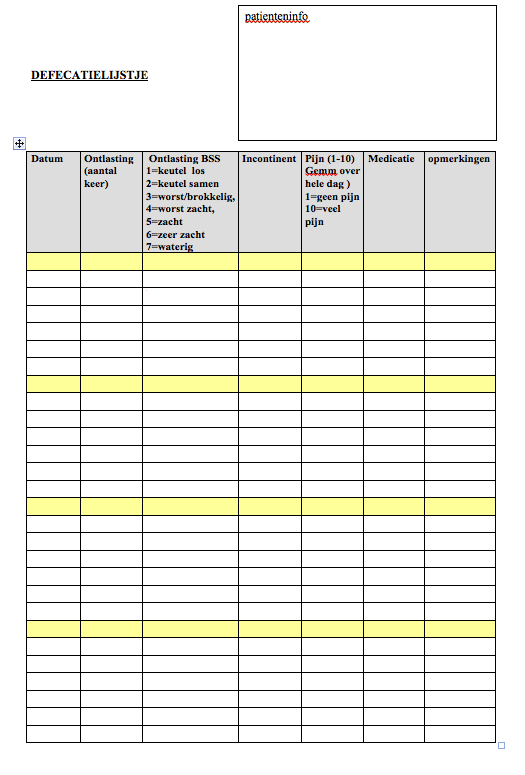 patienteninfo
DEFECATIELIJSTJE
Datum
Ontlasting
(aantal
keer)
Ontlasting BSS
1=keutel los
2=keutel samen
3=worst/brokkelig,
4=worst zacht,
5=zacht
6=zeer zacht
7=waterig
Incontinent
Pijn (1-10)
Gemm over
hele dag )
1=geen pijn
10=veel
pijn
Medicatie
opmerkingen